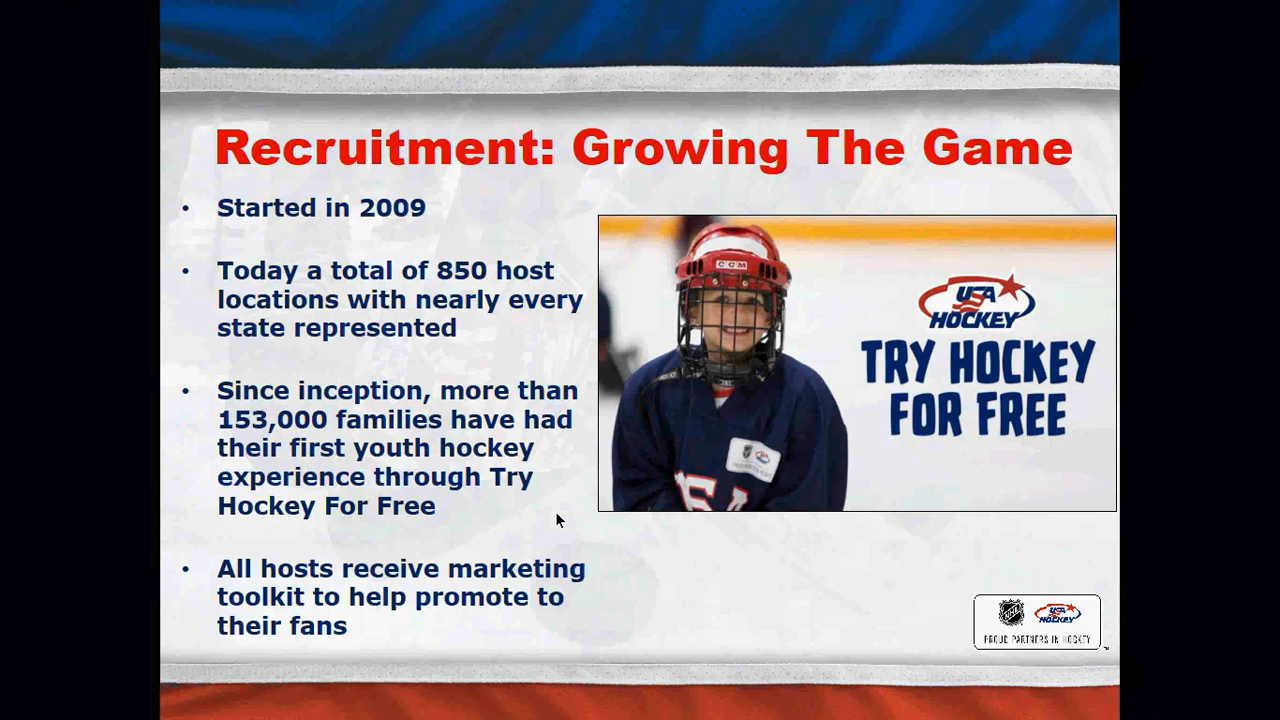 Recruitment: Growing The Game
• Started in 2009
• Today a total of 850 host
locations with nearly every
state represented
• Since inception, more than
153,000 families have had
their first youth hockey
experience through Try
Hockey For Free
• All hosts receive marketing
toolkit to help promote to
their fans
CCM
USA
HOCKEY
TRY HOCKEY
FOR FREE
NHL
USA
HOCKEY
PROUD PARTNERS IN HOCKEY